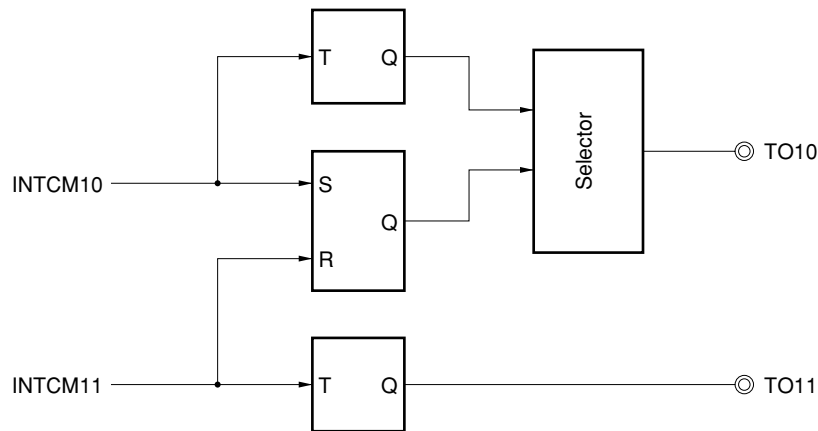 T Q
INTCM10
S
Q
R
Selector
TO10
INTCM11
T Q
TO11